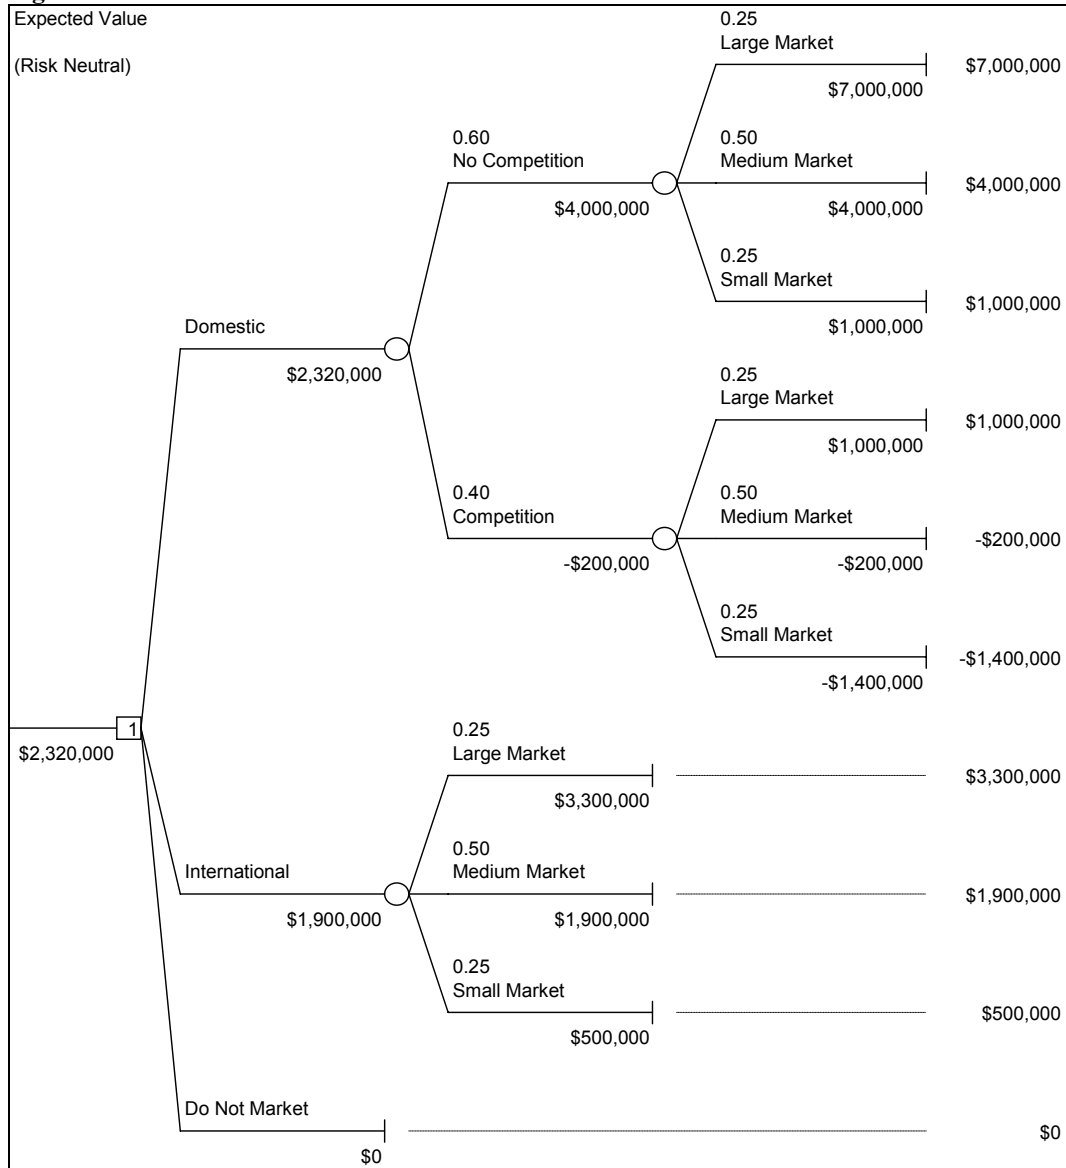 Expected Value
(Risk Neutral)
0.25
Large Market
$7,000,000
$7,000,000
0.60
No Competition
$4,000,000
0.50
Medium Market
$4,000,000
$4,000,000
0.25
Small Market
$1,000,000
$1,000,000
Domestic
$2,320,000
0.25
Large Market
$1,000,000
$1,000,000
0.40
Competition
-$200,000
0.50
Medium Market
-$200,000
-$200,000
0.25
Small Market
-$1,400,000
-$1,400,000
1
$2,320,000
0.25
Large Market
$3,300,000
$3,300,000
International
$1,900,000
0.50
Medium Market
$1,900,000
$1,900,000
0.25
Small Market
$500,000
$500,000
Do Not Market
$0
$0